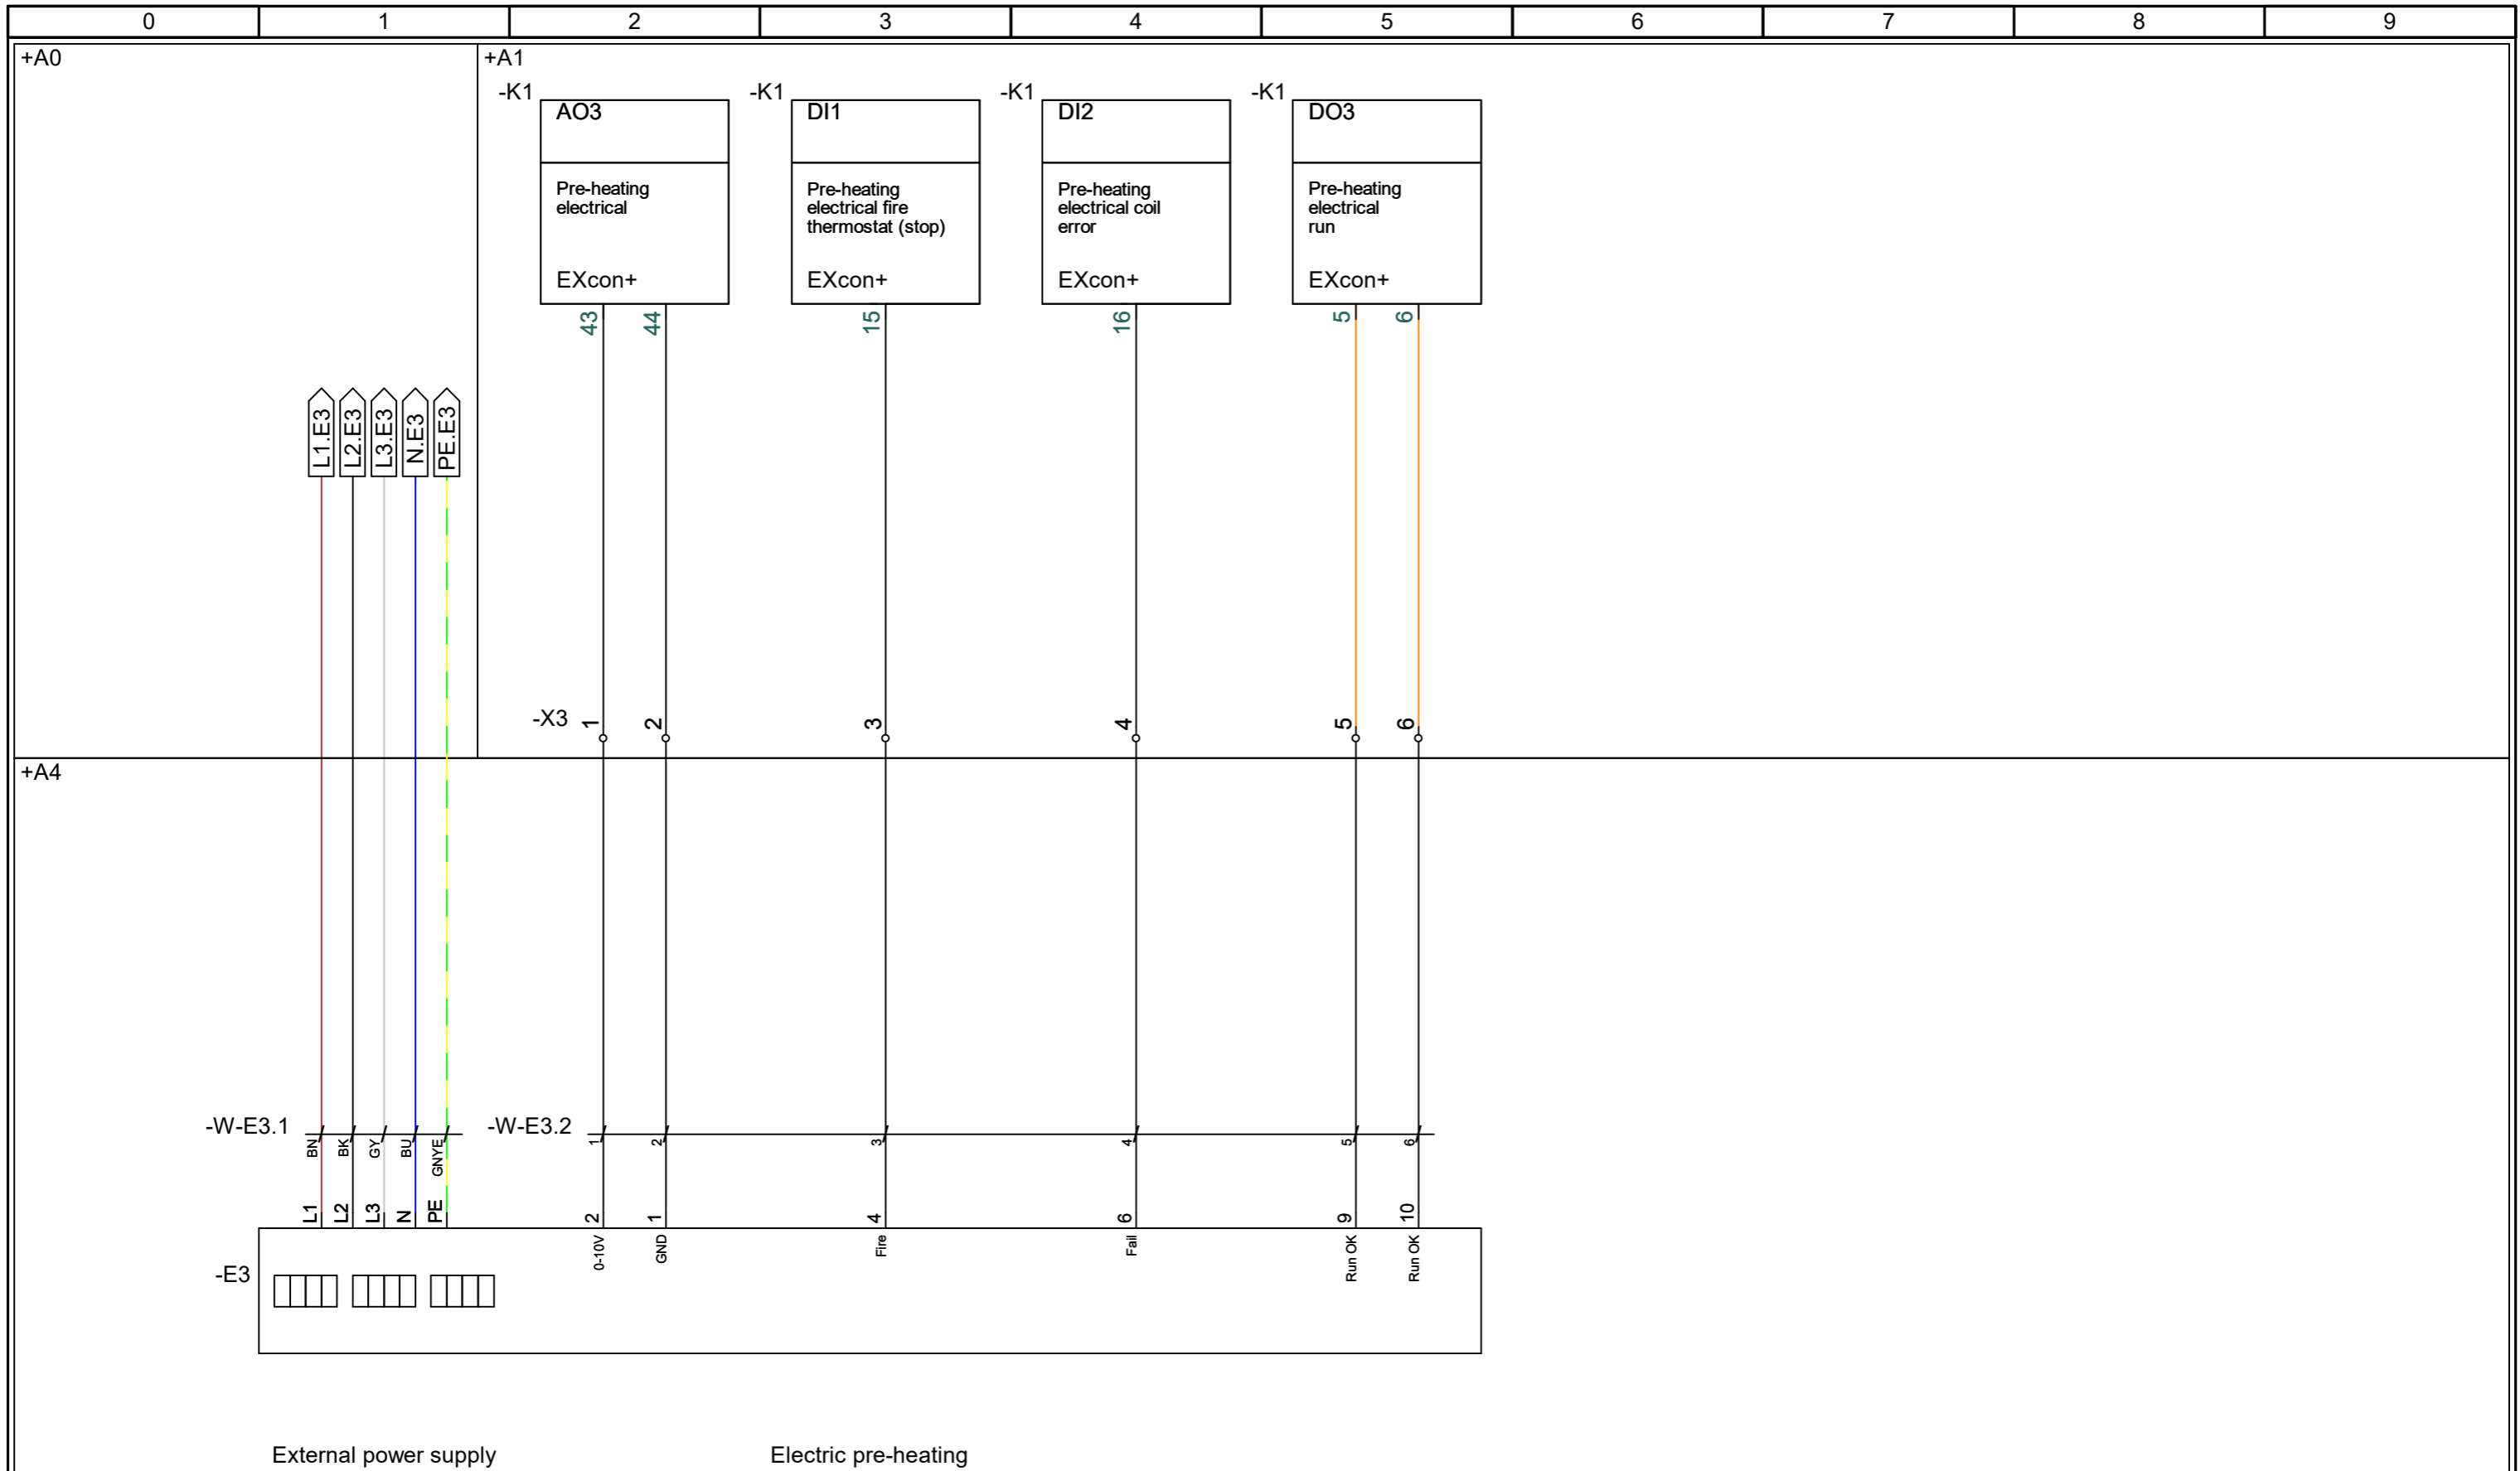 0 1 2 3 4 5 6 7 8 9
+A0
+A1
-K1
AO3
Pre-heating
electrical
EXcon+
43 44
-K1
DI1
Pre-heating
electrical fire
thermostat (stop)
EXcon+
15
-K1
DI2
Pre-heating
electrical coil
error
EXcon+
16
-K1
DO3
Pre-heating
electrical
run
EXcon+
5 6
L1.E3
L2.E3
L3.E3
N.E3
PE.E3
-X3 1 2 3 4 5 6
+A4
-W-E3.1
BN BK GY BU GNYE
-W-E3.2
1 2 3 4 5 6
L1 L2 L3 N PE
2 1 4 6 9 10
0-10V
GND
Fire
Fail
Run OK
Run OK
-E3
External power supply
Electric pre-heating